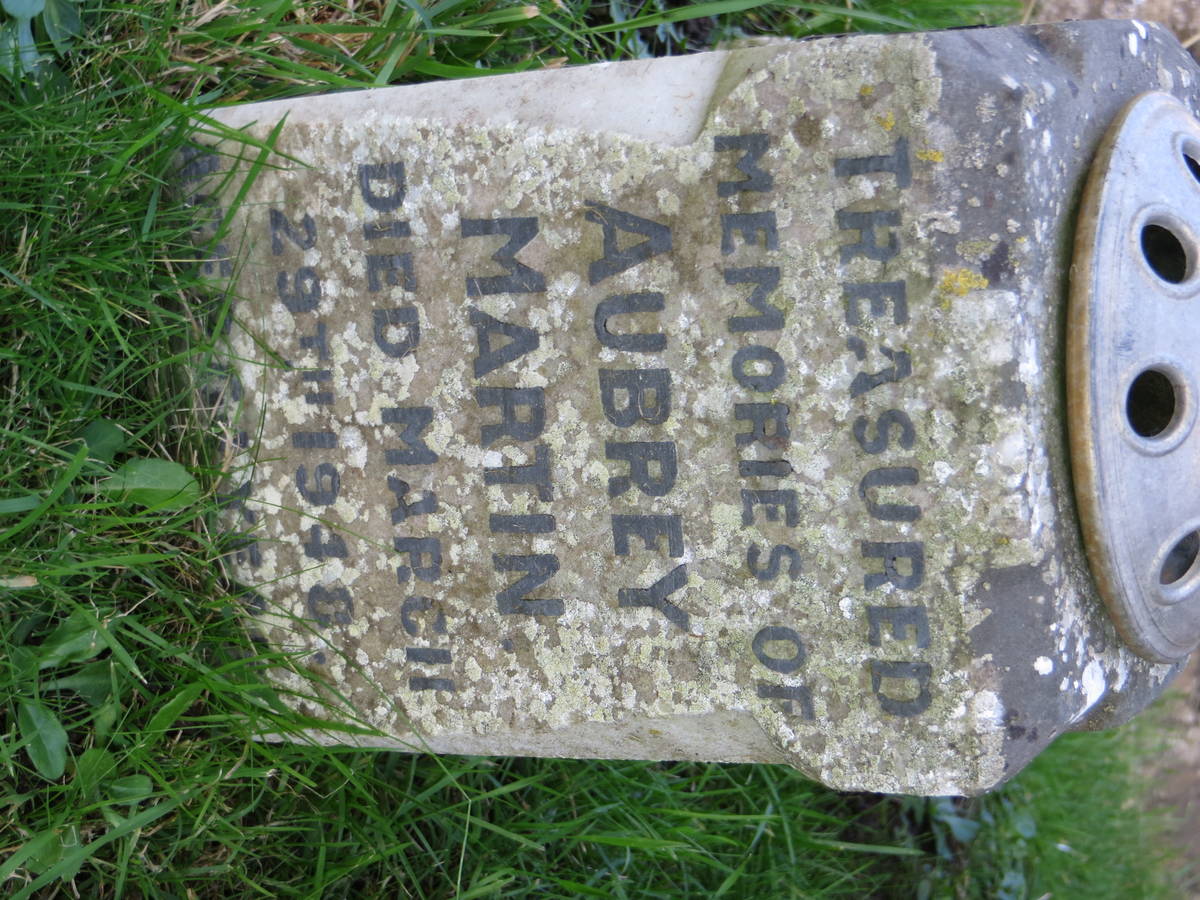 TREASURED
MEMORIES OF
AUBREY
MARTIN.
DIED MARCH
29TH 1948.